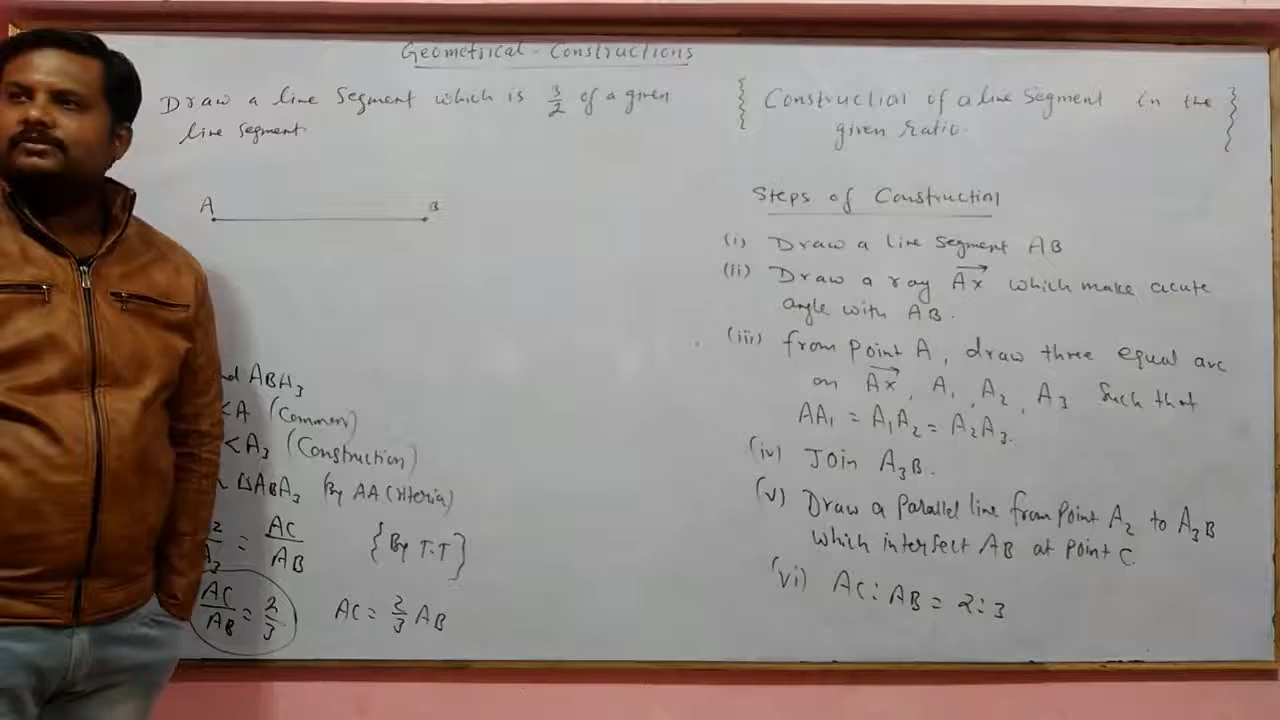 Geometrical Constructions
Draw a line segment which is 3/2 of a given
line segment.
A B
ABA₃
<A (Common)
<A₃ (Construction)
ΔABA₃ By AA Criteria)
2/A₃ = AC/AB {By T.T}
AC/AB = 2/3 AC = 2/3 AB
{ Construction of a line segment in the
given ratio. }
Steps of Construction
(i) Draw a line segment AB
(ii) Draw a ray Ax which make acute
angle with AB.
(iii) from point A, draw three equal arc
on Ax, A₁, A₂, A₃ such that
AA₁ = A₁A₂ = A₂A₃.
(iv) Join A₃B.
(v) Draw a Parallel line from point A₂ to A₃B
which intersect AB at point C.
(vi) AC : AB = 2:3